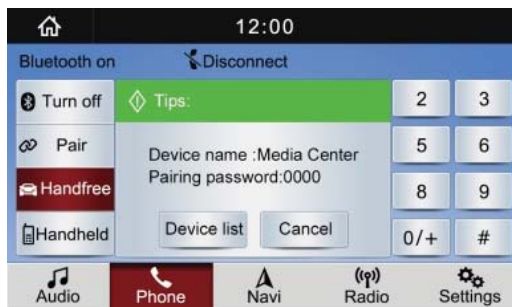 12:00
Bluetooth on
Disconnect
Turn off
Tips:
2
3
Pair
Device name :Media Center
5
6
Handfree
Pairing password:0000
8
9
Handheld
Device list
Cancel
0/+
#
Audio
Phone
Navi
Radio
Settings